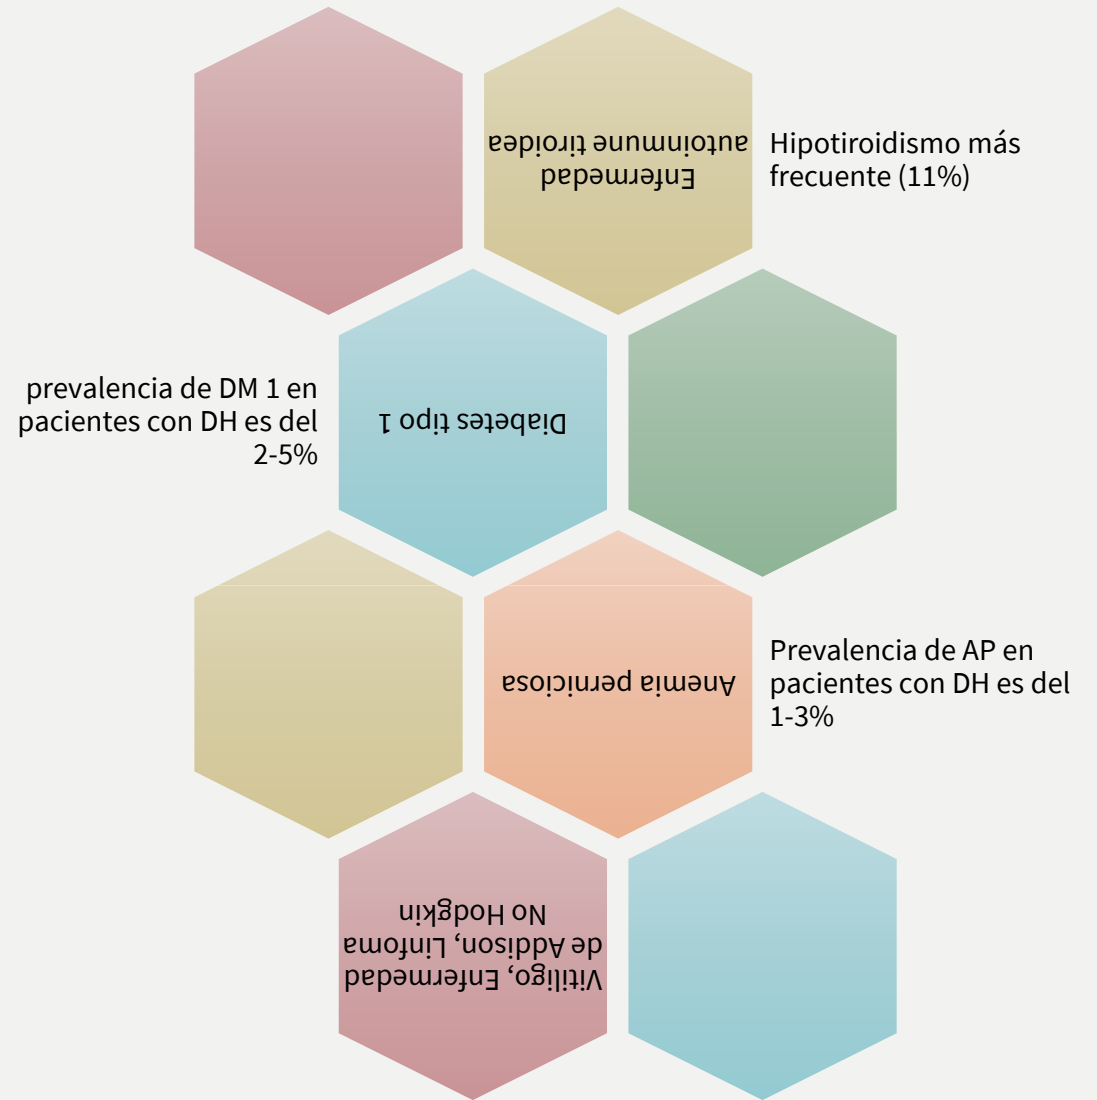 Enfermedad
autoinmune tiroidea
Hipotiroidismo más
frecuente (11%)
prevalencia de DM 1 en
pacientes con DH es del
2-5%
Diabetes tipo 1
Anemia perniciosa
Prevalencia de AP en
pacientes con DH es del
1-3%
Vitiligo, Enfermedad
de Addison, Linfoma
No Hodgkin